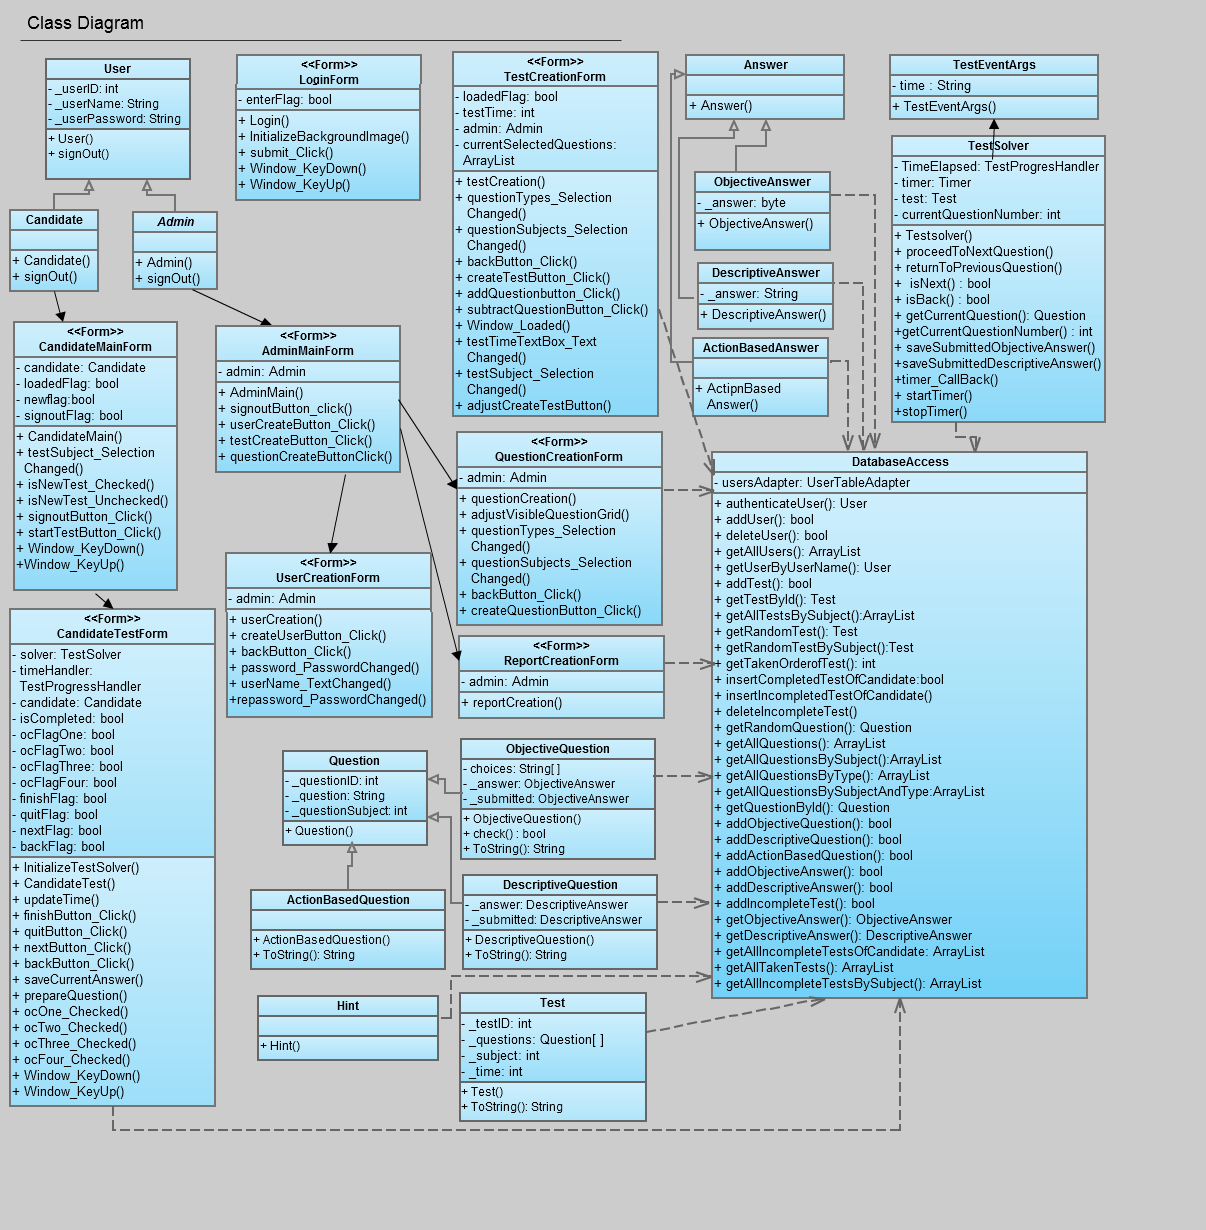 Class Diagram
User
- _userID: int
- _userName: String
- _userPassword: String
+ User()
+ signOut()
<<Form>>
LoginForm
- enterFlag: bool
+ Login()
+ InitializeBackgroundImage()
+ submit_Click()
+ Window_KeyDown()
+ Window_KeyUp()
<<Form>>
TestCreationForm
- loadedFlag: bool
- testTime: int
- admin: Admin
- currentSelectedQuestions:
ArrayList
+ testCreation()
+ questionTypes_Selection
Changed()
+ questionSubjects_Selection
Changed()
+ backButton_Click()
+ createTestButton_Click()
+ addQuestionbutton_Click()
+ subtractQuestionButton_Click()
+ Window_Loaded()
+ testTimeTextBox_Text
Changed()
+ testSubject_Selection
Changed()
+ adjustCreateTestButton()
Answer
+ Answer()
TestEventArgs
- time : String
+ TestEventArgs()
TestSolver
- TimeElapsed: TestProgresHandler
- timer: Timer
- test: Test
- currentQuestionNumber: int
+ Testsolver()
+ proceedToNextQuestion()
+ returnToPreviousQuestion()
+ isNext() : bool
+ isBack() : bool
+ getCurrentQuestion(): Question
+getCurrentQuestionNumber() : int
+ saveSubmittedObjectiveAnswer()
+saveSubmittedDescriptiveAnswer()
+timer_CallBack()
+ startTimer()
+stopTimer()
ObjectiveAnswer
- _answer: byte
+ ObjectiveAnswer()
DescriptiveAnswer
- _answer: String
+ DescriptiveAnswer()
ActionBasedAnswer
+ ActipnBased
Answer()
Candidate
+ Candidate()
+ signOut()
Admin
+ Admin()
+ signOut()
<<Form>>
CandidateMainForm
- candidate: Candidate
- loadedFlag: bool
- newflag:bool
- signoutFlag: bool
+ CandidateMain()
+ testSubject_Selection
Changed()
+ isNewTest_Checked()
+ isNewTest_Unchecked()
+ signoutButton_Click()
+ startTestButton_Click()
+ Window_KeyDown()
+Window_KeyUp()
<<Form>>
AdminMainForm
- admin: Admin
+ AdminMain()
+ signoutButton_click()
+ userCreateButton_Click()
+ testCreateButton_Click()
+ questionCreateButtonClick()
<<Form>>
QuestionCreationForm
- admin: Admin
+ questionCreation()
+ adjustVisibleQuestionGrid()
+ questionTypes_Selection
Changed()
+ questionSubjects_Selection
Changed()
+ backButton_Click()
+ createQuestionButton_Click()
<<Form>>
UserCreationForm
- admin: Admin
+ userCreation()
+ createUserButton_Click()
+ backButton_Click()
+ password_PasswordChanged()
+ userName_TextChanged()
+repassword_PasswordChanged()
<<Form>>
ReportCreationForm
- admin: Admin
+ reportCreation()
<<Form>>
CandidateTestForm
- solver: TestSolver
- timeHandler:
TestProgressHandler
- candidate: Candidate
- isCompleted: bool
- ocFlagOne: bool
- ocFlagTwo: bool
- ocFlagThree: bool
- ocFlagFour: bool
- finishFlag: bool
- quitFlag: bool
- nextFlag: bool
- backFlag: bool
+ InitializeTestSolver()
+ CandidateTest()
+ updateTime()
+ finishButton_Click()
+ quitButton_Click()
+ nextButton_Click()
+ backButton_Click()
+ saveCurrentAnswer()
+ prepareQuestion()
+ ocOne_Checked()
+ ocTwo_Checked()
+ ocThree_Checked()
+ ocFour_Checked()
+ Window_KeyDown()
+ Window_KeyUp()
Question
- _questionID: int
- _question: String
- _questionSubject: int
+ Question()
ObjectiveQuestion
- choices: String[ ]
- _answer: ObjectiveAnswer
- _submitted: ObjectiveAnswer
+ ObjectiveQuestion()
+ check() : bool
+ ToString(): String
ActionBasedQuestion
+ ActionBasedQuestion()
+ ToString(): String
DescriptiveQuestion
- _answer: DescriptiveAnswer
- _submitted: DescriptiveAnswer
+ DescriptiveQuestion()
+ ToString(): String
Hint
+ Hint()
Test
- _testID: int
- _questions: Question[ ]
- _subject: int
- _time: int
+ Test()
+ ToString(): String
DatabaseAccess
- usersAdapter: UserTableAdapter
+ authenticateUser(): User
+ addUser(): bool
+ deleteUser(): bool
+ getAllUsers(): ArrayList
+ getUserByUserName(): User
+ addTest(): bool
+ getTestById(): Test
+ getAllTestsBySubject():ArrayList
+ getRandomTest(): Test
+ getRandomTestBySubject():Test
+ getTakenOrderofTest(): int
+ insertCompletedTestOfCandidate:bool
+ insertIncompletedTestOfCandidate()
+ deleteIncompleteTest()
+ getRandomQuestion(): Question
+ getAllQuestions(): ArrayList
+ getAllQuestionsBySubject():ArrayList
+ getAllQuestionsByType(): ArrayList
+ getAllQuestionsBySubjectAndType:ArrayList
+ getQuestionById(): Question
+ addObjectiveQuestion(): bool
+ addDescriptiveQuestion(): bool
+ addActionBasedQuestion(): bool
+ addObjectiveAnswer(): bool
+ addDescriptiveAnswer(): bool
+ addIncompleteTest(): bool
+ getObjectiveAnswer(): ObjectiveAnswer
+ getDescriptiveAnswer(): DescriptiveAnswer
+ getAllIncompleteTestsOfCandidate: ArrayList
+ getAllTakenTests(): ArrayList
+ getAllIncompleteTestsBySubject(): ArrayList